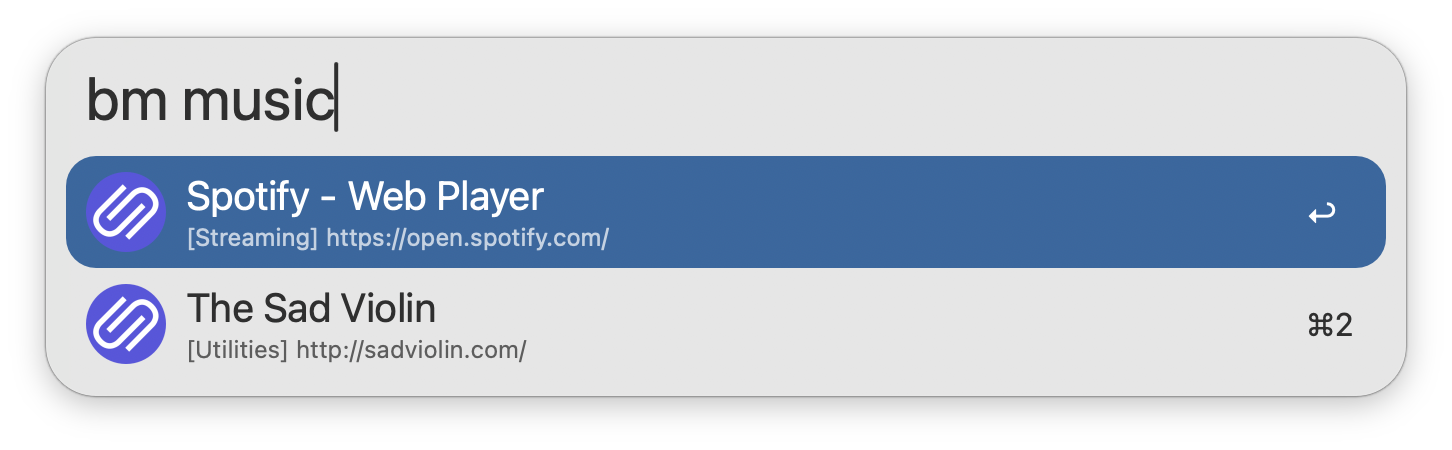 bm music
Spotify - Web Player
[Streaming] https://open.spotify.com/
The Sad Violin
⌘2
[Utilities] http://sadviolin.com/